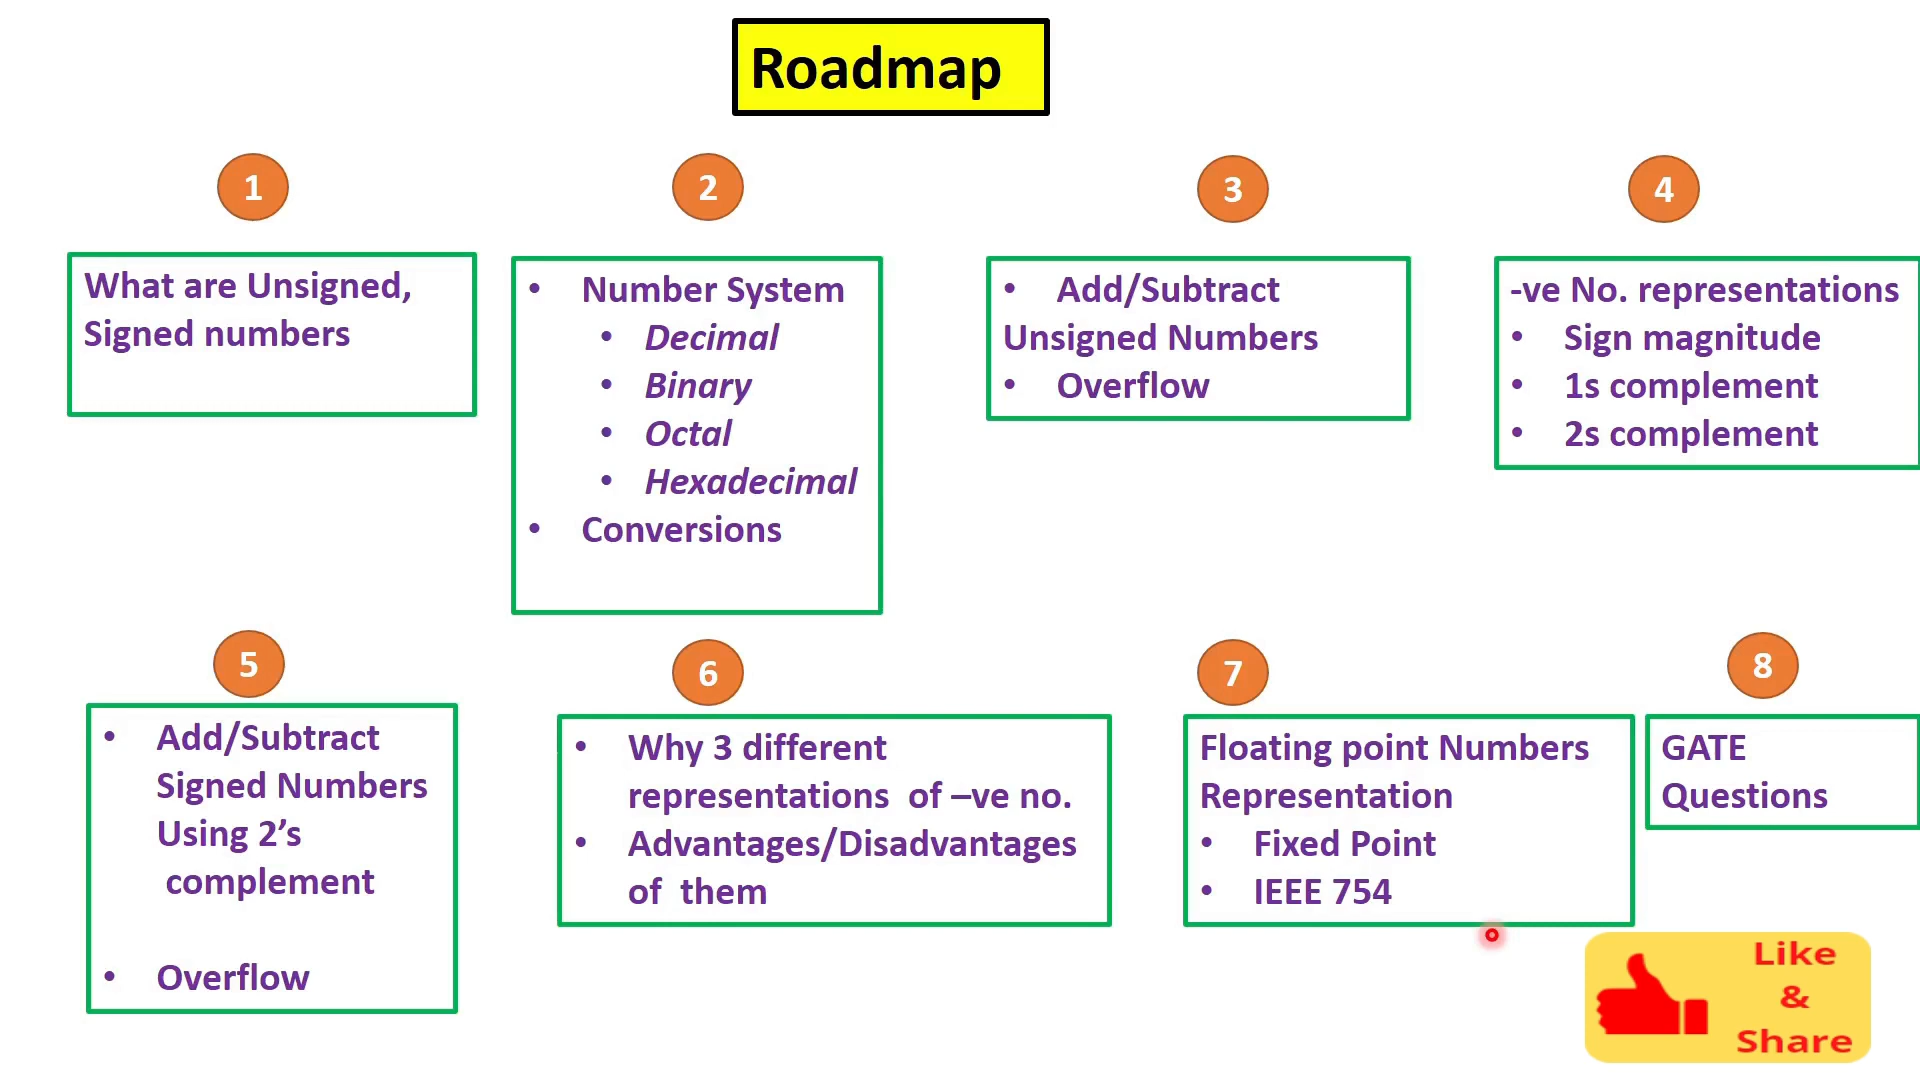 Roadmap
1
What are Unsigned,
Signed numbers
2
• Number System
• Decimal
• Binary
• Octal
• Hexadecimal
• Conversions
3
• Add/Subtract
Unsigned Numbers
• Overflow
4
-ve No. representations
• Sign magnitude
• 1s complement
• 2s complement
5
• Add/Subtract
Signed Numbers
Using 2’s
complement
• Overflow
6
• Why 3 different
representations of –ve no.
• Advantages/Disadvantages
of them
7
Floating point Numbers
Representation
• Fixed Point
• IEEE 754
8
GATE
Questions
Like
&
Share